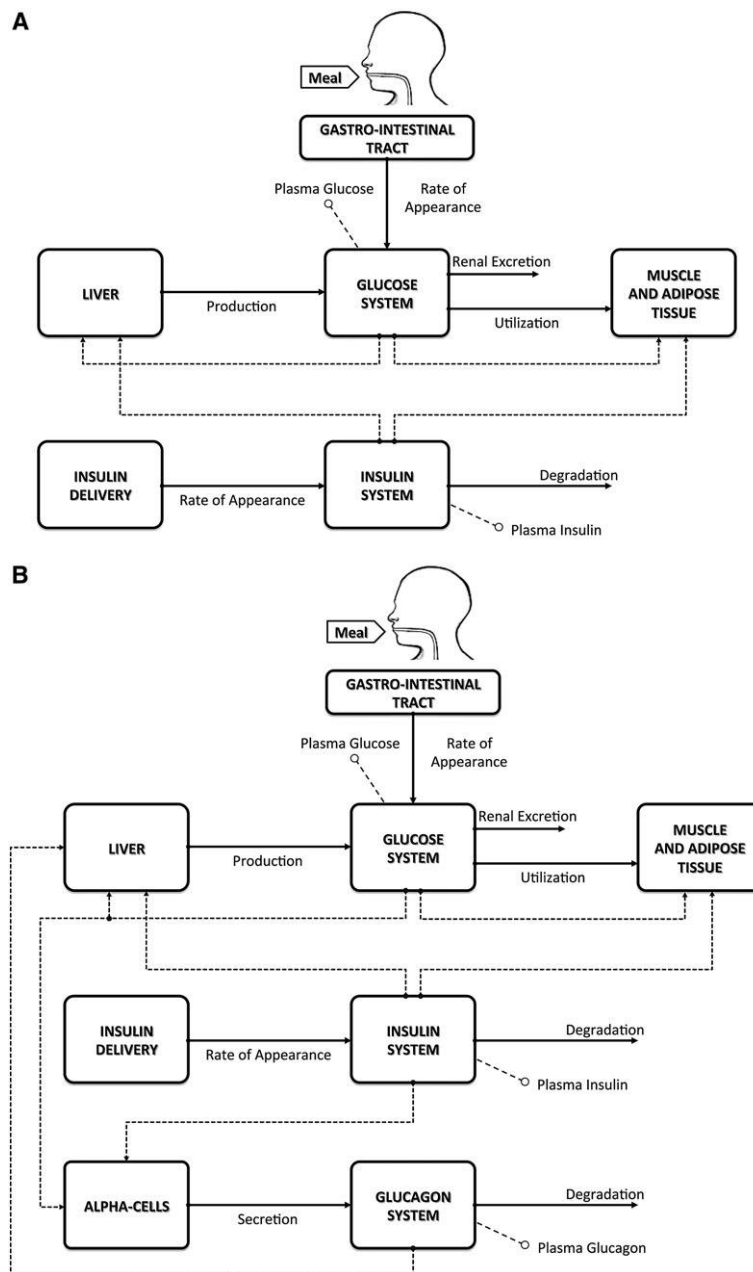 A
Meal
GASTRO-INTESTINAL
TRACT
Plasma Glucose
Rate of
Appearance
LIVER
Production
GLUCOSE
SYSTEM
Renal Excretion
Utilization
MUSCLE
AND ADIPOSE
TISSUE
INSULIN
DELIVERY
Rate of Appearance
INSULIN
SYSTEM
Degradation
Plasma Insulin
B
Meal
GASTRO-INTESTINAL
TRACT
Plasma Glucose
Rate of
Appearance
LIVER
Production
GLUCOSE
SYSTEM
Renal Excretion
Utilization
MUSCLE
AND ADIPOSE
TISSUE
INSULIN
DELIVERY
Rate of Appearance
INSULIN
SYSTEM
Degradation
Plasma Insulin
ALPHA-CELLS
Secretion
GLUCAGON
SYSTEM
Degradation
Plasma Glucagon